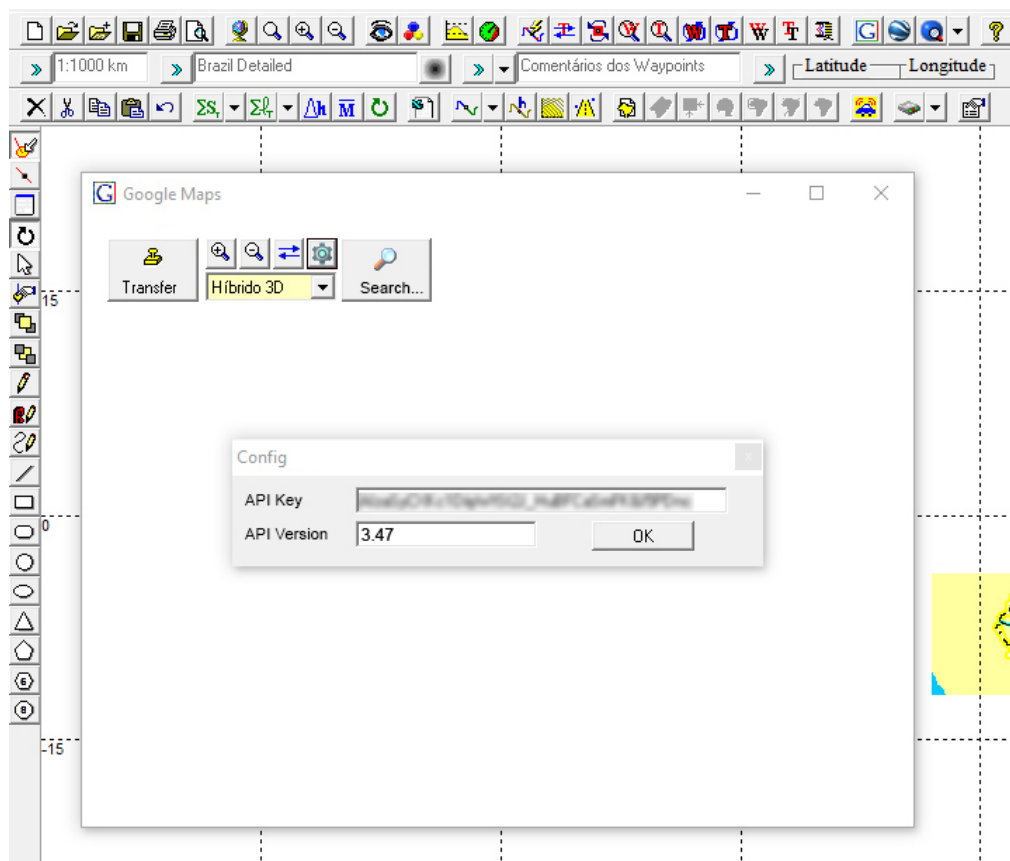 1:1000 km
Brazil Detailed
Comentários dos Waypoints
Latitude
Longitude
Google Maps
Transfer
Híbrido 3D
Search...
15
Config
API Key
API Version
3.47
OK
0
-15